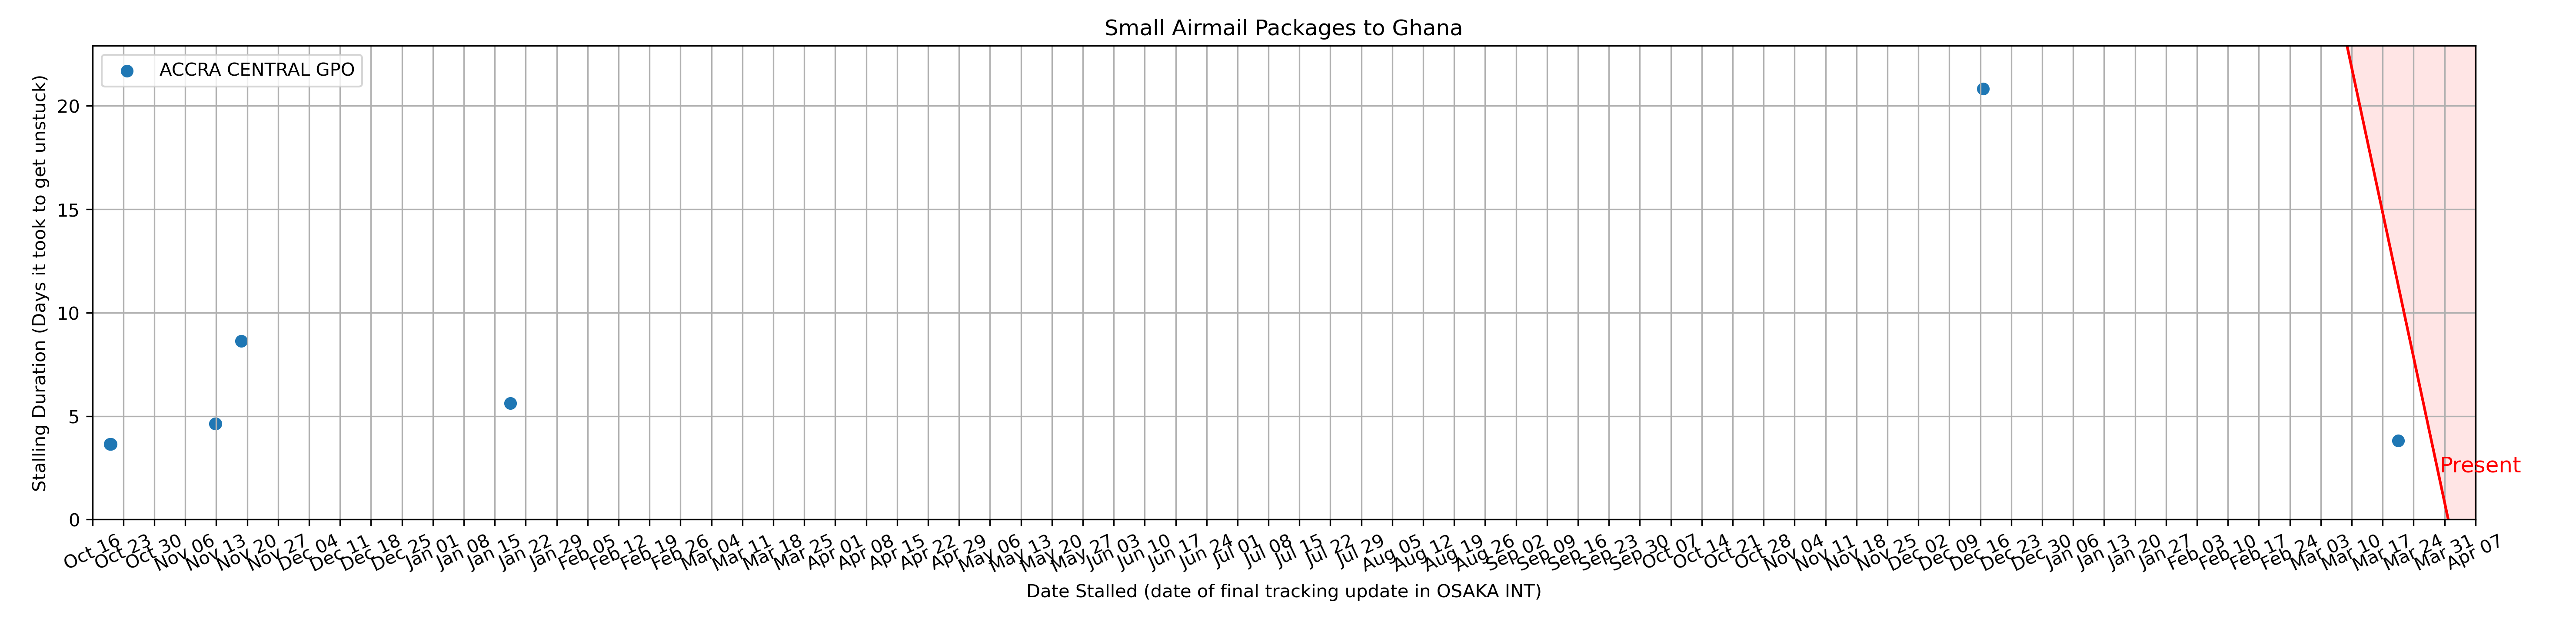 Small Airmail Packages to Ghana
ACCRA CENTRAL GPO
Stalling Duration (Days it took to get unstuck)
20
15
10
5
0
Present
Oct 16 Oct 23 Oct 30 Nov 06 Nov 13 Nov 20 Nov 27 Dec 04 Dec 11 Dec 18 Dec 25 Jan 01 Jan 08 Jan 15 Jan 22 Jan 29 Feb 05 Feb 12 Feb 19 Feb 26 Mar 04 Mar 11 Mar 18 Mar 25 Apr 01 Apr 08 Apr 15 Apr 22 Apr 29 May 06 May 13 May 20 May 27 Jun 03 Jun 10 Jun 17 Jun 24 Jul 01 Jul 08 Jul 15 Jul 22 Jul 29 Aug 05 Aug 12 Aug 19 Aug 26 Sep 02 Sep 09 Sep 16 Sep 23 Sep 30 Oct 07 Oct 14 Oct 21 Oct 28 Nov 04 Nov 11 Nov 18 Nov 25 Dec 02 Dec 09 Dec 16 Dec 23 Dec 30 Jan 06 Jan 13 Jan 20 Jan 27 Feb 03 Feb 10 Feb 17 Feb 24 Mar 03 Mar 10 Mar 17 Mar 24 Mar 31 Apr 07
Date Stalled (date of final tracking update in OSAKA INT)